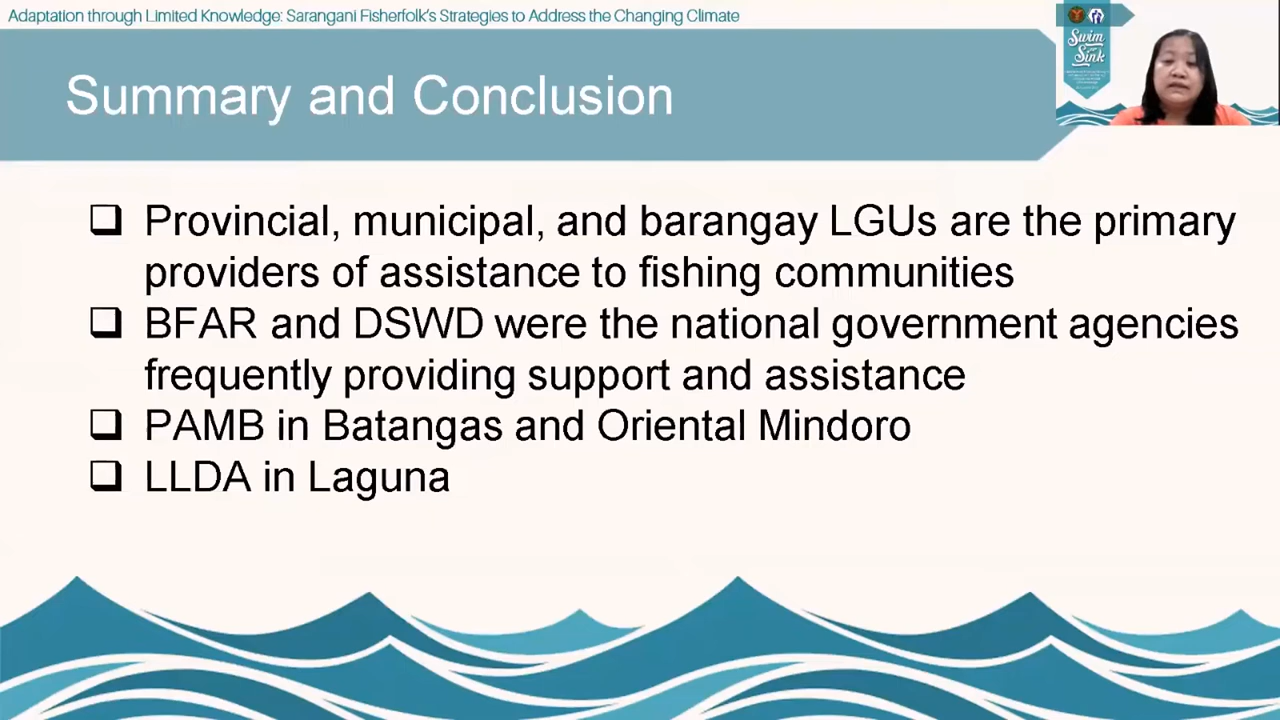 Adaptation through Limited Knowledge: Sarangani Fisherfolk's Strategies to Address the Changing Climate
Swim
Sink
Summary and Conclusion
Provincial, municipal, and barangay LGUs are the primary
providers of assistance to fishing communities
BFAR and DSWD were the national government agencies
frequently providing support and assistance
PAMB in Batangas and Oriental Mindoro
LLDA in Laguna